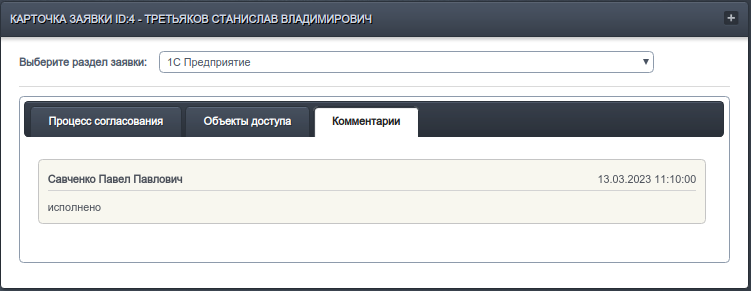 КАРТОЧКА ЗАЯВКИ ID:4 - ТРЕТЬЯКОВ СТАНИСЛАВ ВЛАДИМИРОВИЧ
Выберите раздел заявки: 1С Предприятие
Процесс согласования Объекты доступа Комментарии
Савченко Павел Павлович 13.03.2023 11:10:00
исполнено